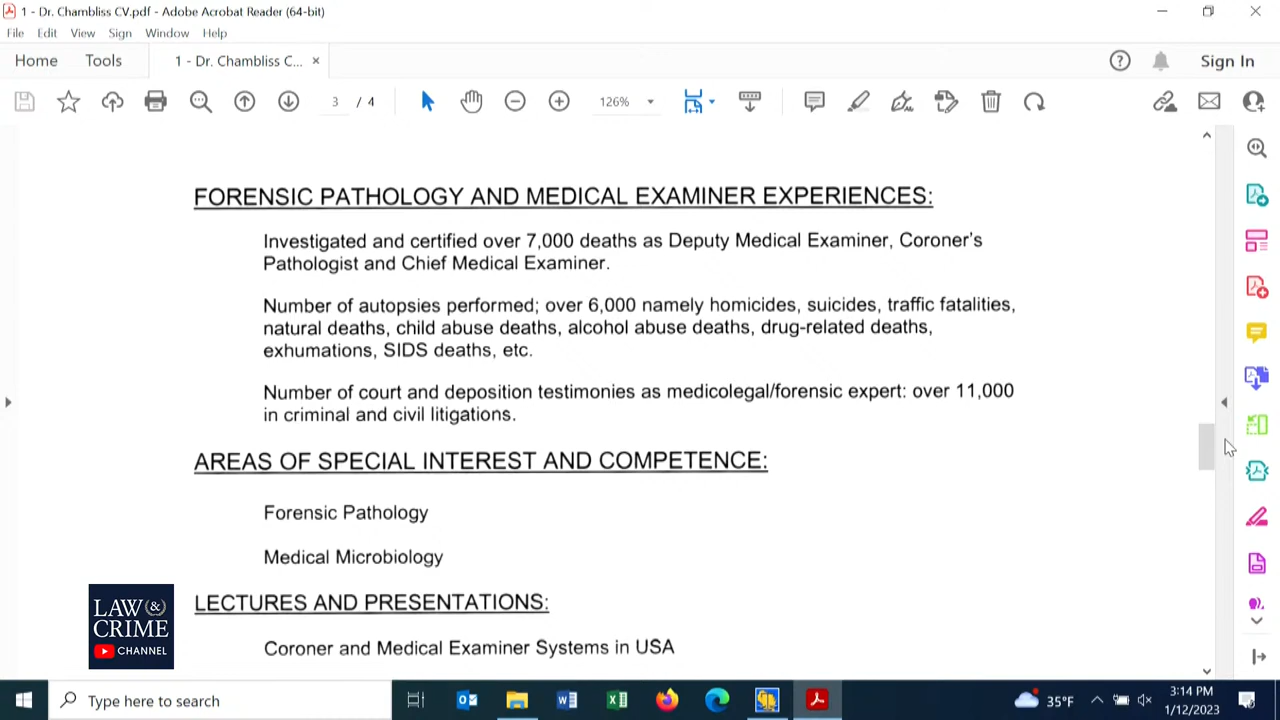 1 - Dr. Chambliss CV.pdf - Adobe Acrobat Reader (64-bit)
File Edit View Sign Window Help
Home Tools 1 - Dr. Chambliss C... × Sign In
3 / 4 126%
FORENSIC PATHOLOGY AND MEDICAL EXAMINER EXPERIENCES:
Investigated and certified over 7,000 deaths as Deputy Medical Examiner, Coroner's
Pathologist and Chief Medical Examiner.
Number of autopsies performed; over 6,000 namely homicides, suicides, traffic fatalities,
natural deaths, child abuse deaths, alcohol abuse deaths, drug-related deaths,
exhumations, SIDS deaths, etc.
Number of court and deposition testimonies as medicolegal/forensic expert: over 11,000
in criminal and civil litigations.
AREAS OF SPECIAL INTEREST AND COMPETENCE:
Forensic Pathology
Medical Microbiology
LECTURES AND PRESENTATIONS:
Coroner and Medical Examiner Systems in USA
LAW &
CRIME
CHANNEL
Type here to search
35°F
3:14 PM
1/12/2023